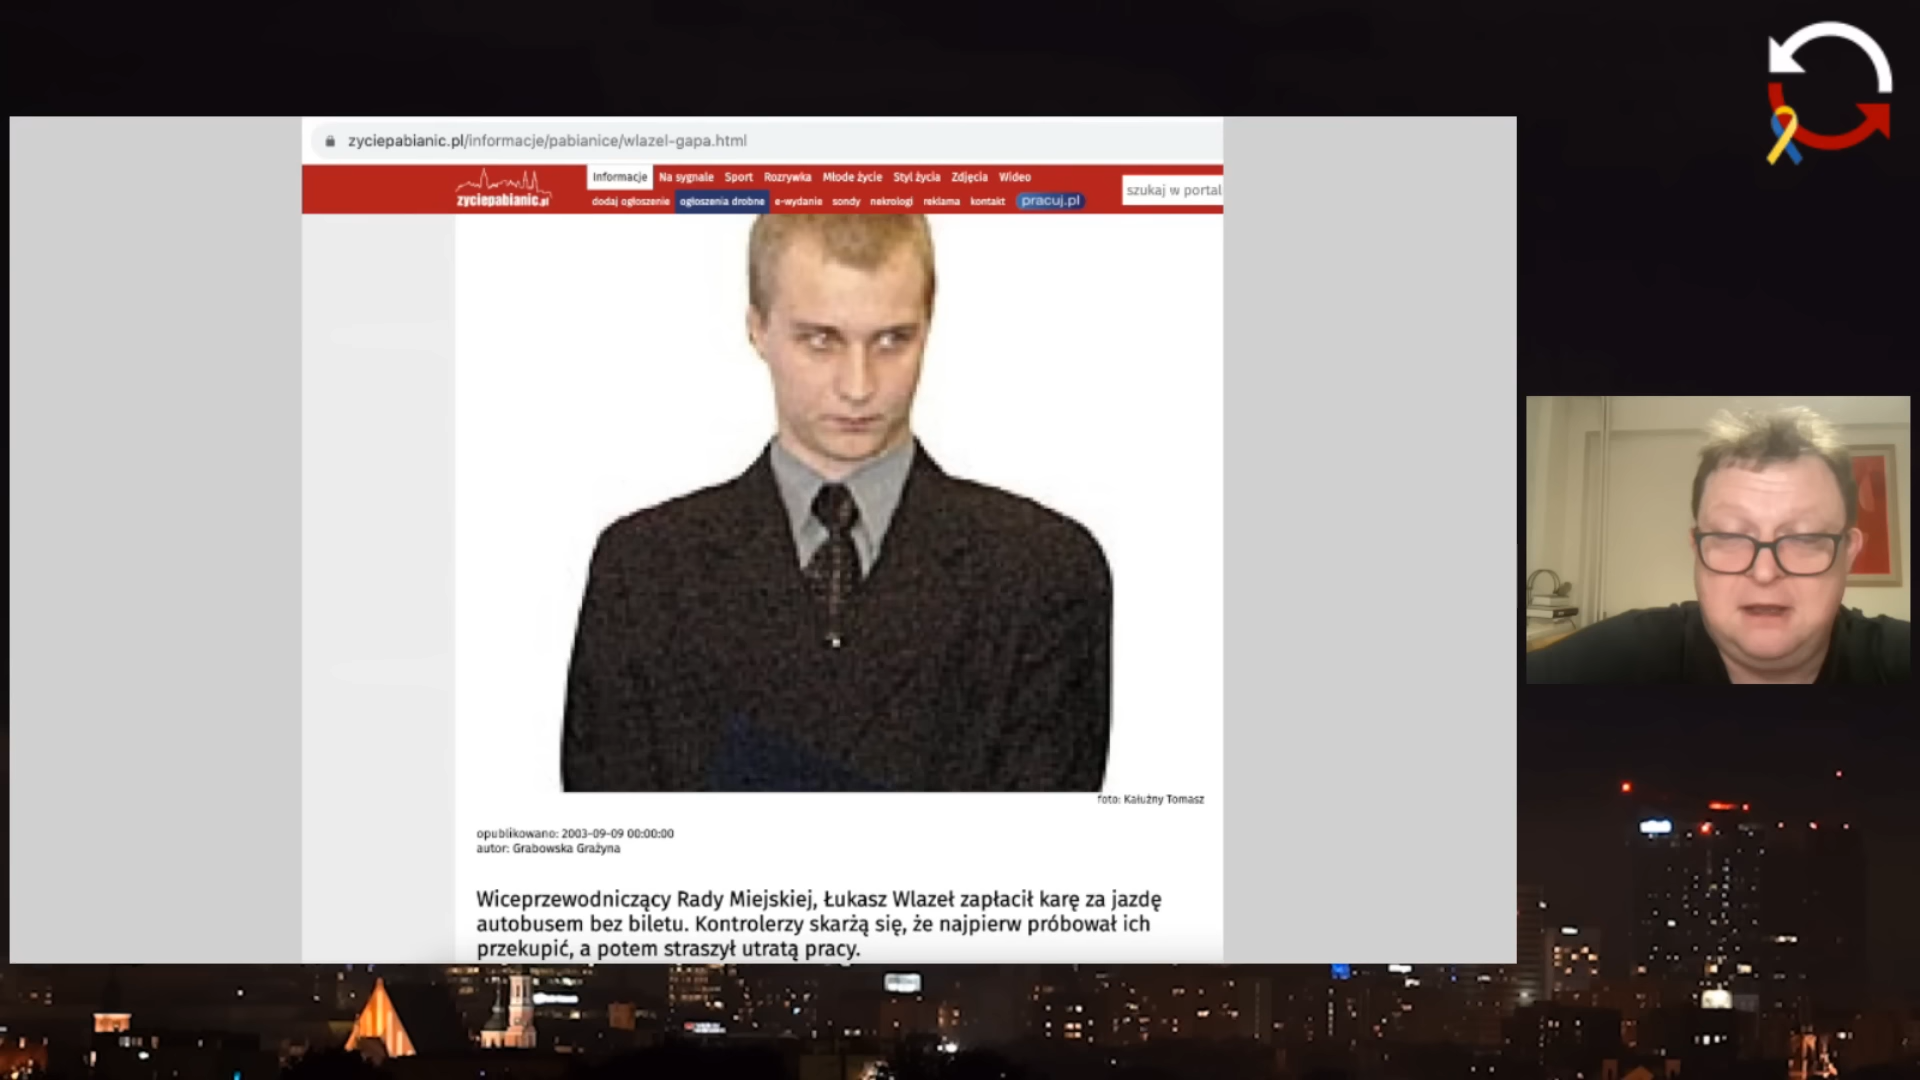 zyciepabianic.pl/informacje/pabianice/wlazel-gapa.html
zyciepabianic.pl
Informacje Na sygnale Sport Rozrywka Młode życie Styl życia Zdjęcia Wideo
dodaj ogłoszenie ogłoszenia drobne e-wydanie sondy nekrologi reklama kontakt pracuj.pl
szukaj w portal
foto: Kałużny Tomasz
opublikowano: 2003-09-09 00:00:00
autor: Grabowska Grażyna
Wiceprzewodniczący Rady Miejskiej, Łukasz Wlazeł zapłacił karę za jazdę
autobusem bez biletu. Kontrolerzy skarżą się, że najpierw próbował ich
przekupić, a potem straszył utratą pracy.